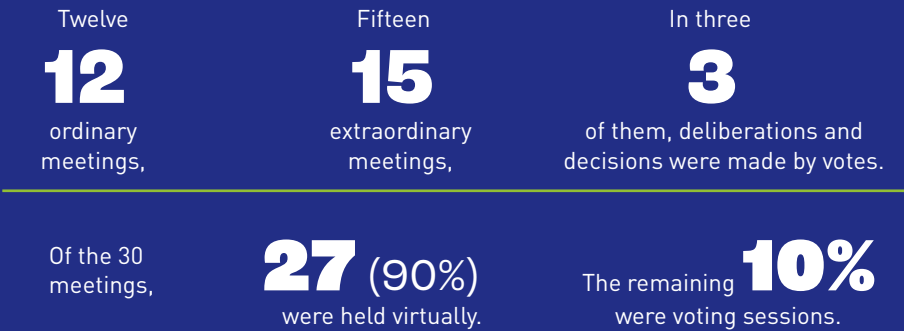 Twelve
12
ordinary
meetings,
Fifteen
15
extraordinary
meetings,
In three
3
of them, deliberations and
decisions were made by votes.
Of the 30
meetings,
27 (90%)
were held virtually.
The remaining 10%
were voting sessions.